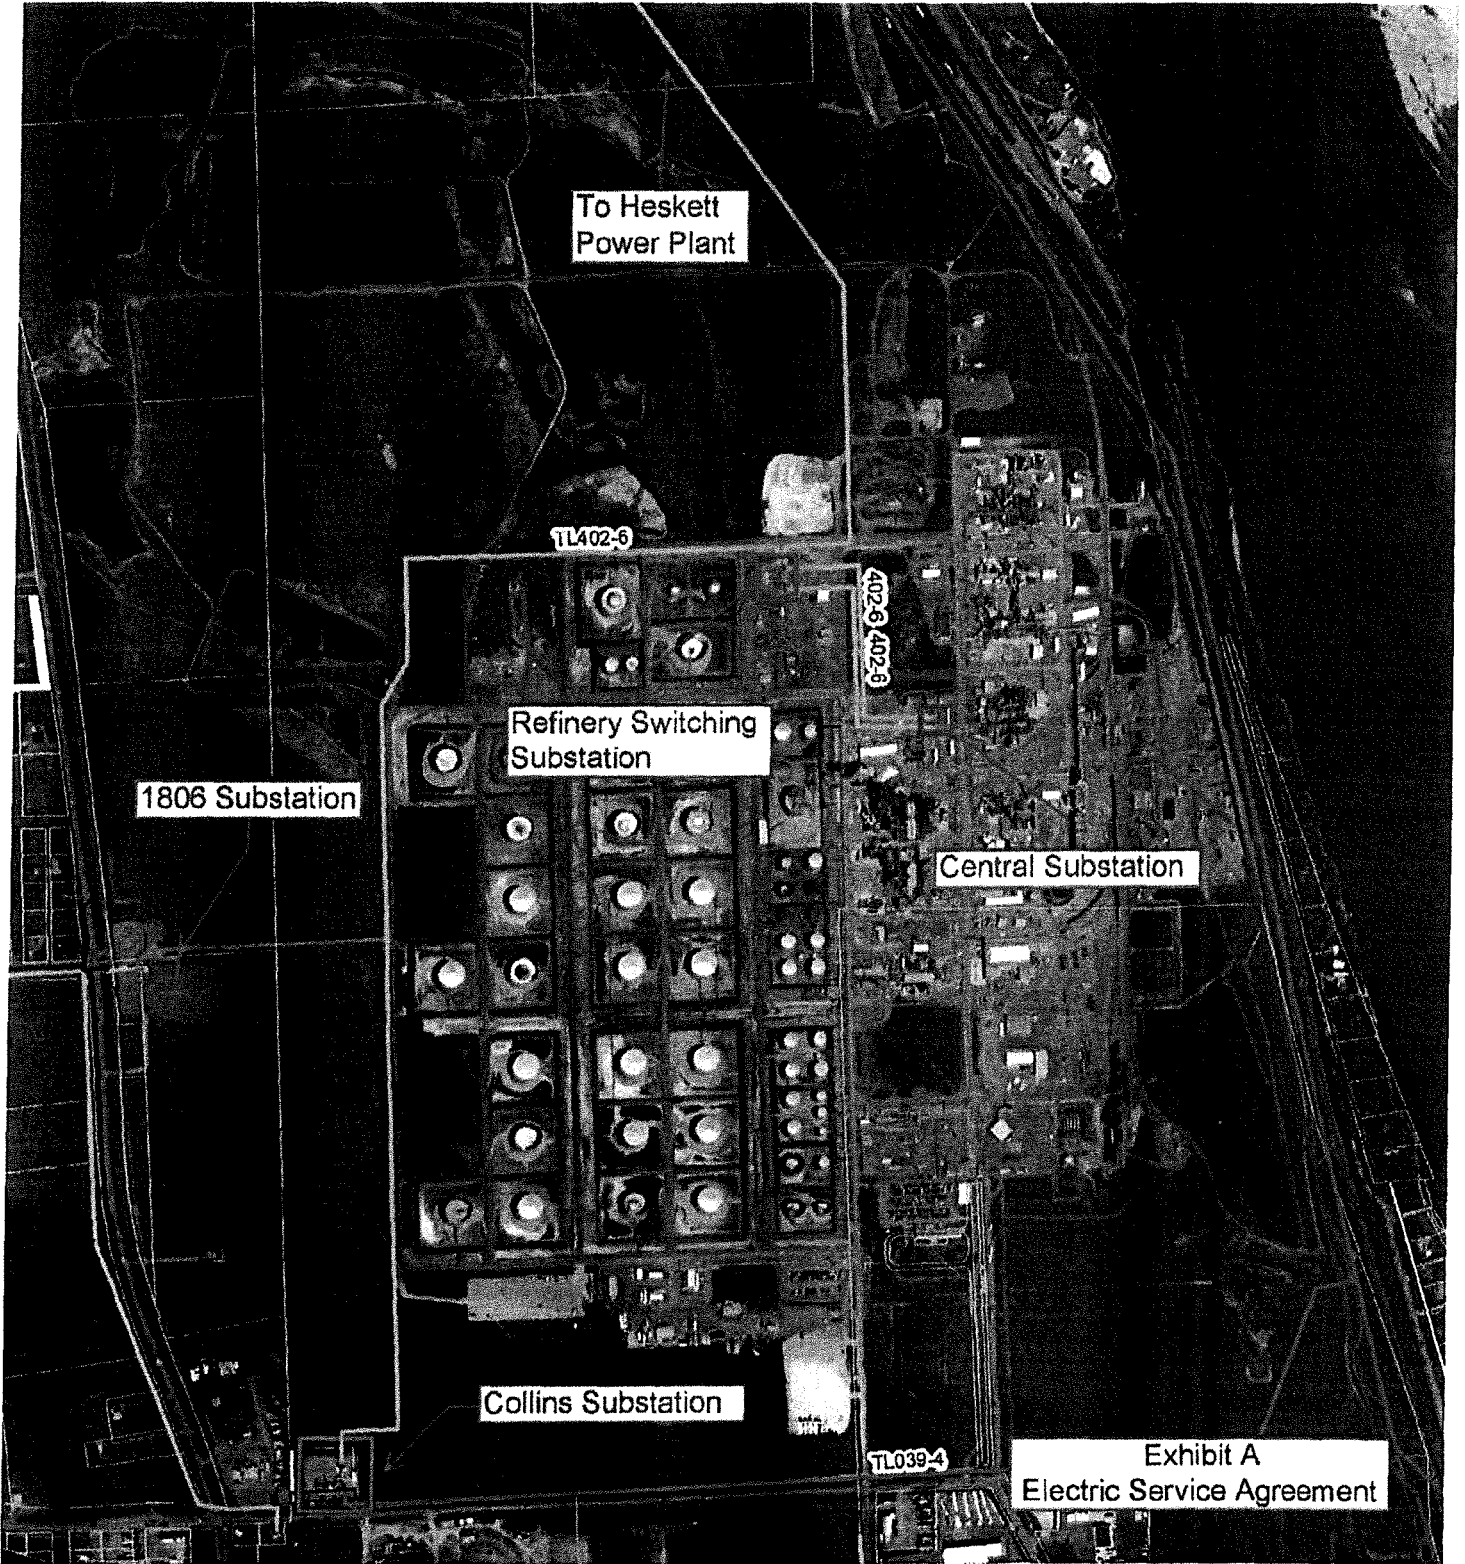 To Heskett
Power Plant
TL402-6
402-6 402-6
Refinery Switching
Substation
1806 Substation
Central Substation
Collins Substation
TL039-4
Exhibit A
Electric Service Agreement